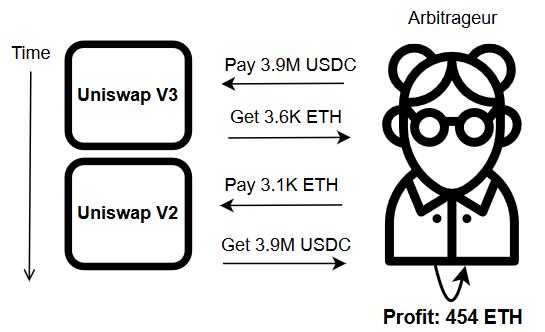 Arbitrageur
Time
Uniswap V3
Pay 3.9M USDC
Get 3.6K ETH
Uniswap V2
Pay 3.1K ETH
Get 3.9M USDC
Profit: 454 ETH